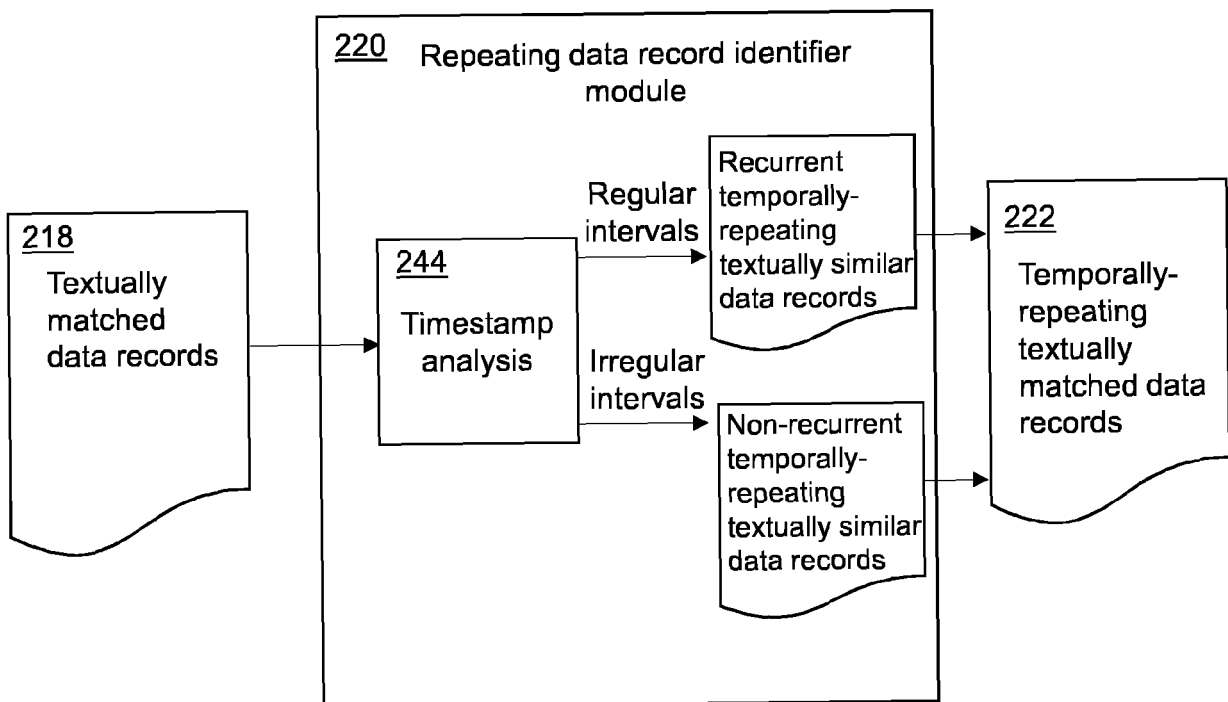 220
Repeating data record identifier
module
218
Textually
matched
data records
244
Timestamp
analysis
Regular
intervals
Irregular
intervals
Recurrent
temporally-
repeating
textually similar
data records
Non-recurrent
temporally-
repeating
textually similar
data records
222
Temporally-
repeating
textually
matched data
records